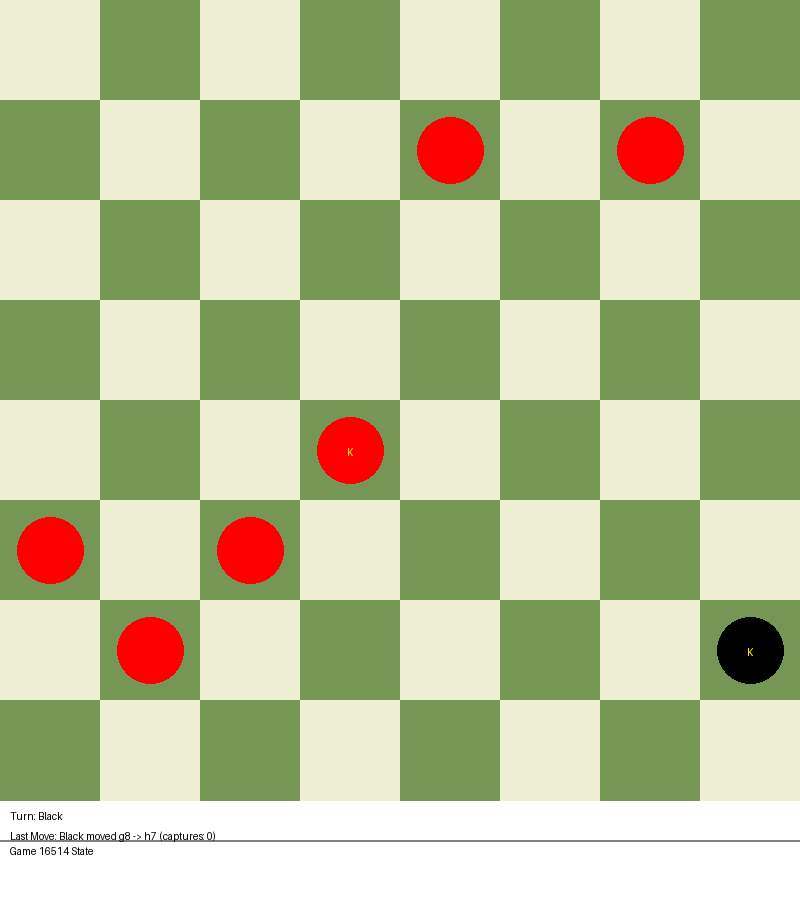 K
K
Turn: Black
Last Move: Black moved g8 -> h7 (captures: 0)
Game 16514 State